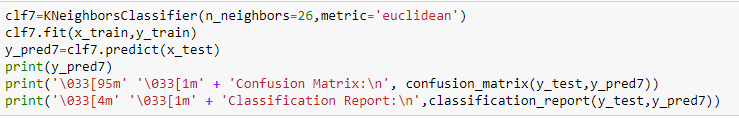 clf7=KNeighborsClassifier(n_neighbors=26,metric='euclidean')
clf7.fit(x_train,y_train)
y_pred7=clf7.predict(x_test)
print(y_pred7)
print('\033[95m' '\033[1m' + 'Confusion Matrix:\n', confusion_matrix(y_test,y_pred7))
print('\033[4m' '\033[1m' + 'Classification Report:\n',classification_report(y_test,y_pred7))